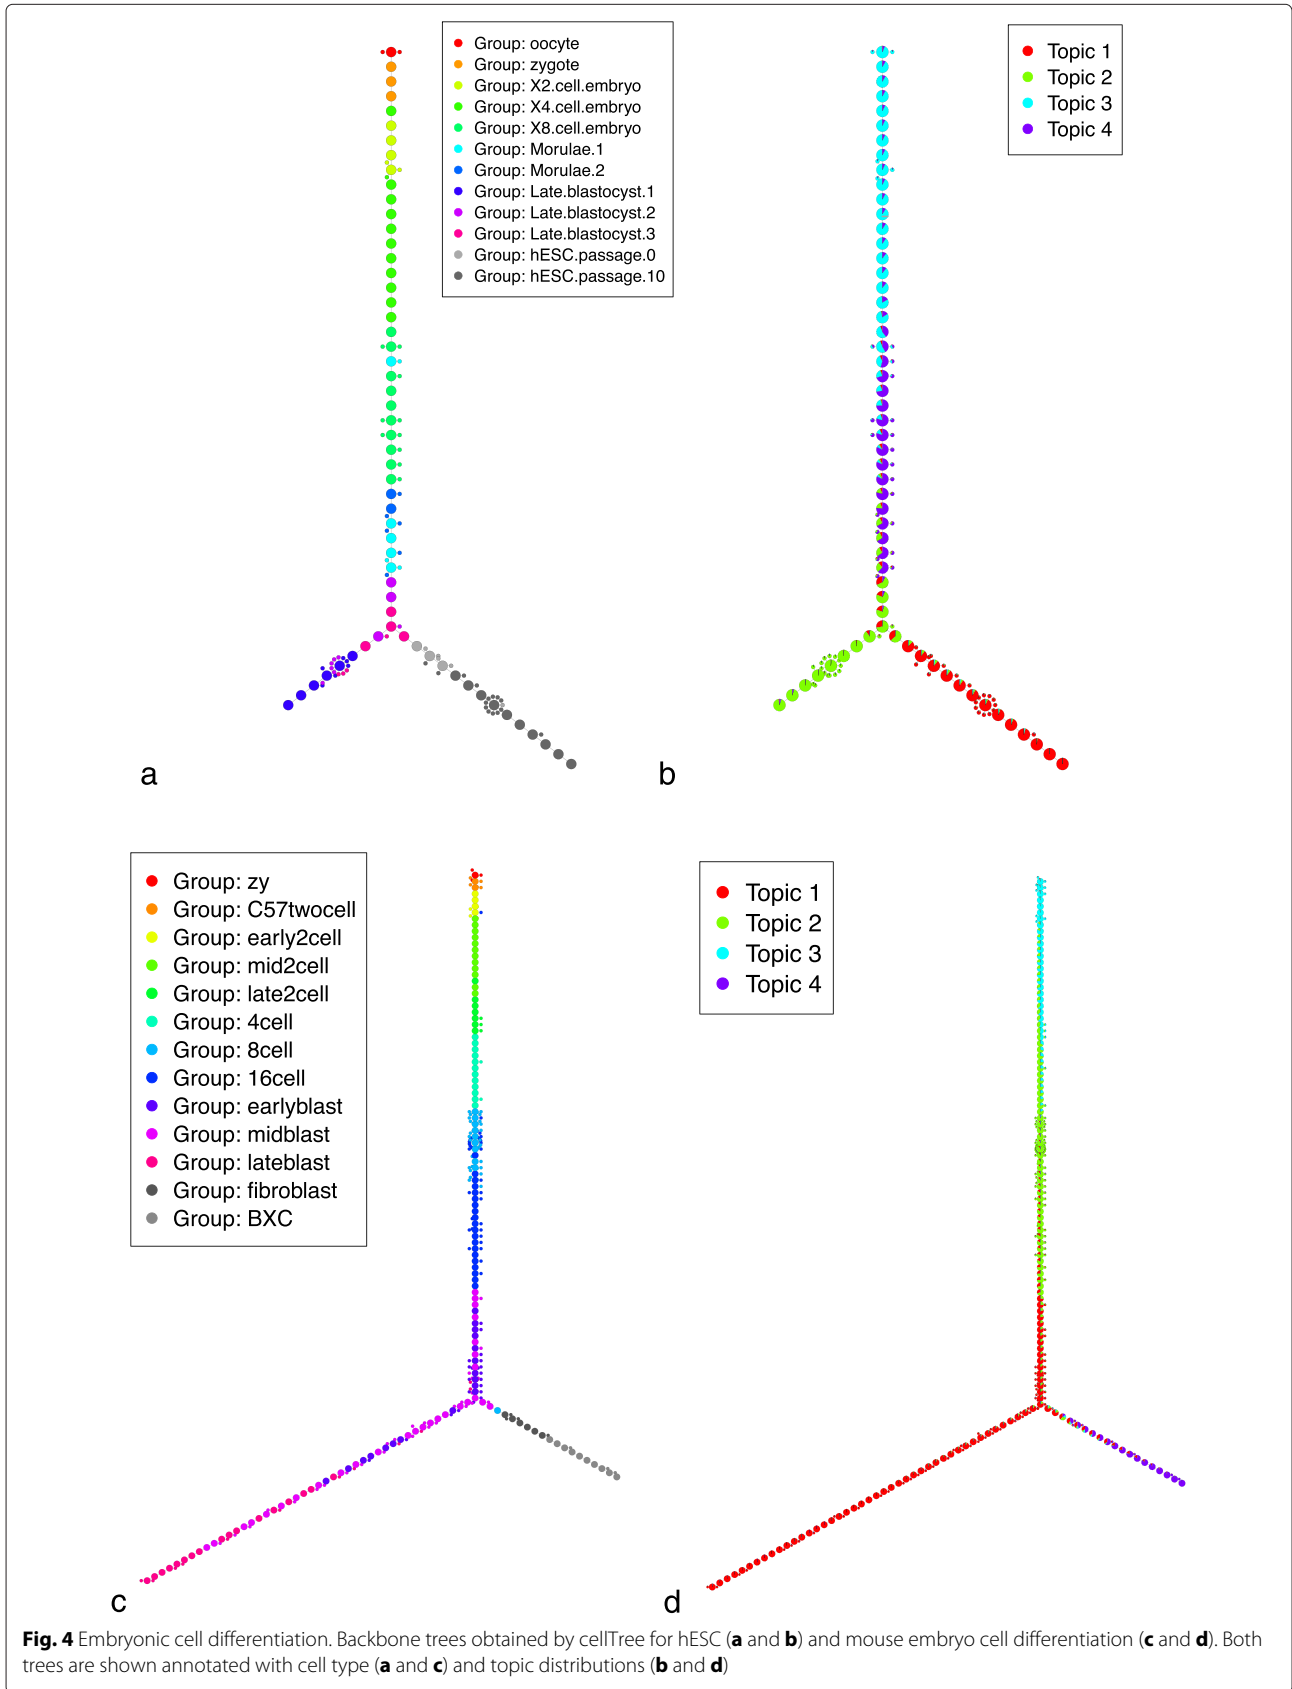 Group: oocyte
Group: zygote
Group: X2.cell.embryo
Group: X4.cell.embryo
Group: X8.cell.embryo
Group: Morulae.1
Group: Morulae.2
Group: Late.blastocyst.1
Group: Late.blastocyst.2
Group: Late.blastocyst.3
Group: hESC.passage.0
Group: hESC.passage.10
a
Topic 1
Topic 2
Topic 3
Topic 4
b
Group: zy
Group: C57twocell
Group: early2cell
Group: mid2cell
Group: late2cell
Group: 4cell
Group: 8cell
Group: 16cell
Group: earlyblast
Group: midblast
Group: lateblast
Group: fibroblast
Group: BXC
c
Topic 1
Topic 2
Topic 3
Topic 4
d
Fig. 4 Embryonic cell differentiation. Backbone trees obtained by cellTree for hESC (a and b) and mouse embryo cell differentiation (c and d). Both
trees are shown annotated with cell type (a and c) and topic distributions (b and d)